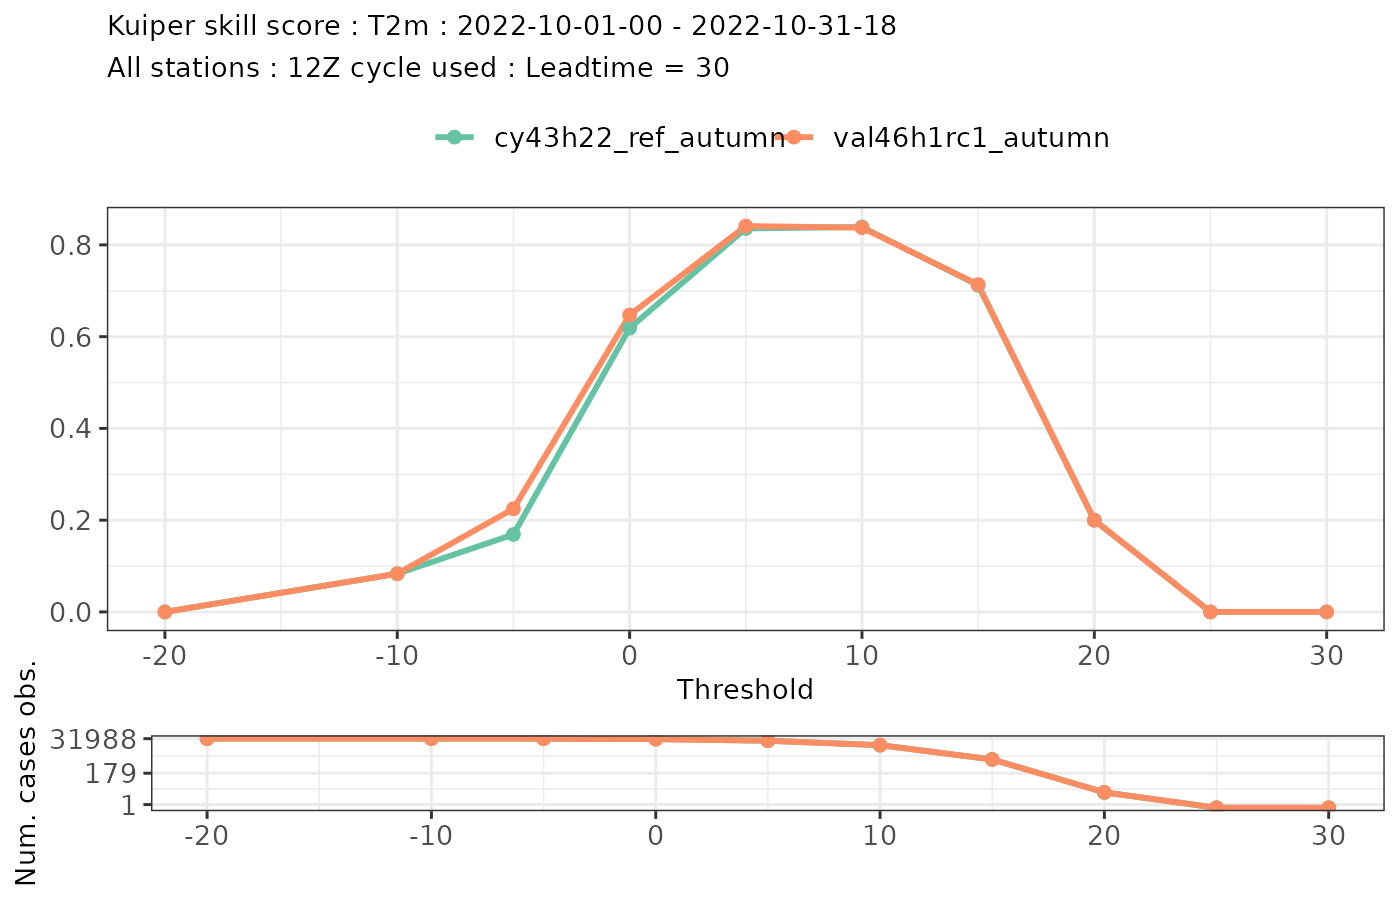 Kuiper skill score : T2m : 2022-10-01-00 - 2022-10-31-18
All stations : 12Z cycle used : Leadtime = 30
cy43h22_ref_autumn val46h1rc1_autumn
0.8
0.6
0.4
0.2
0.0
-20 -10 0 10 20 30
Threshold
Num. cases obs.
31988
179
1
-20 -10 0 10 20 30